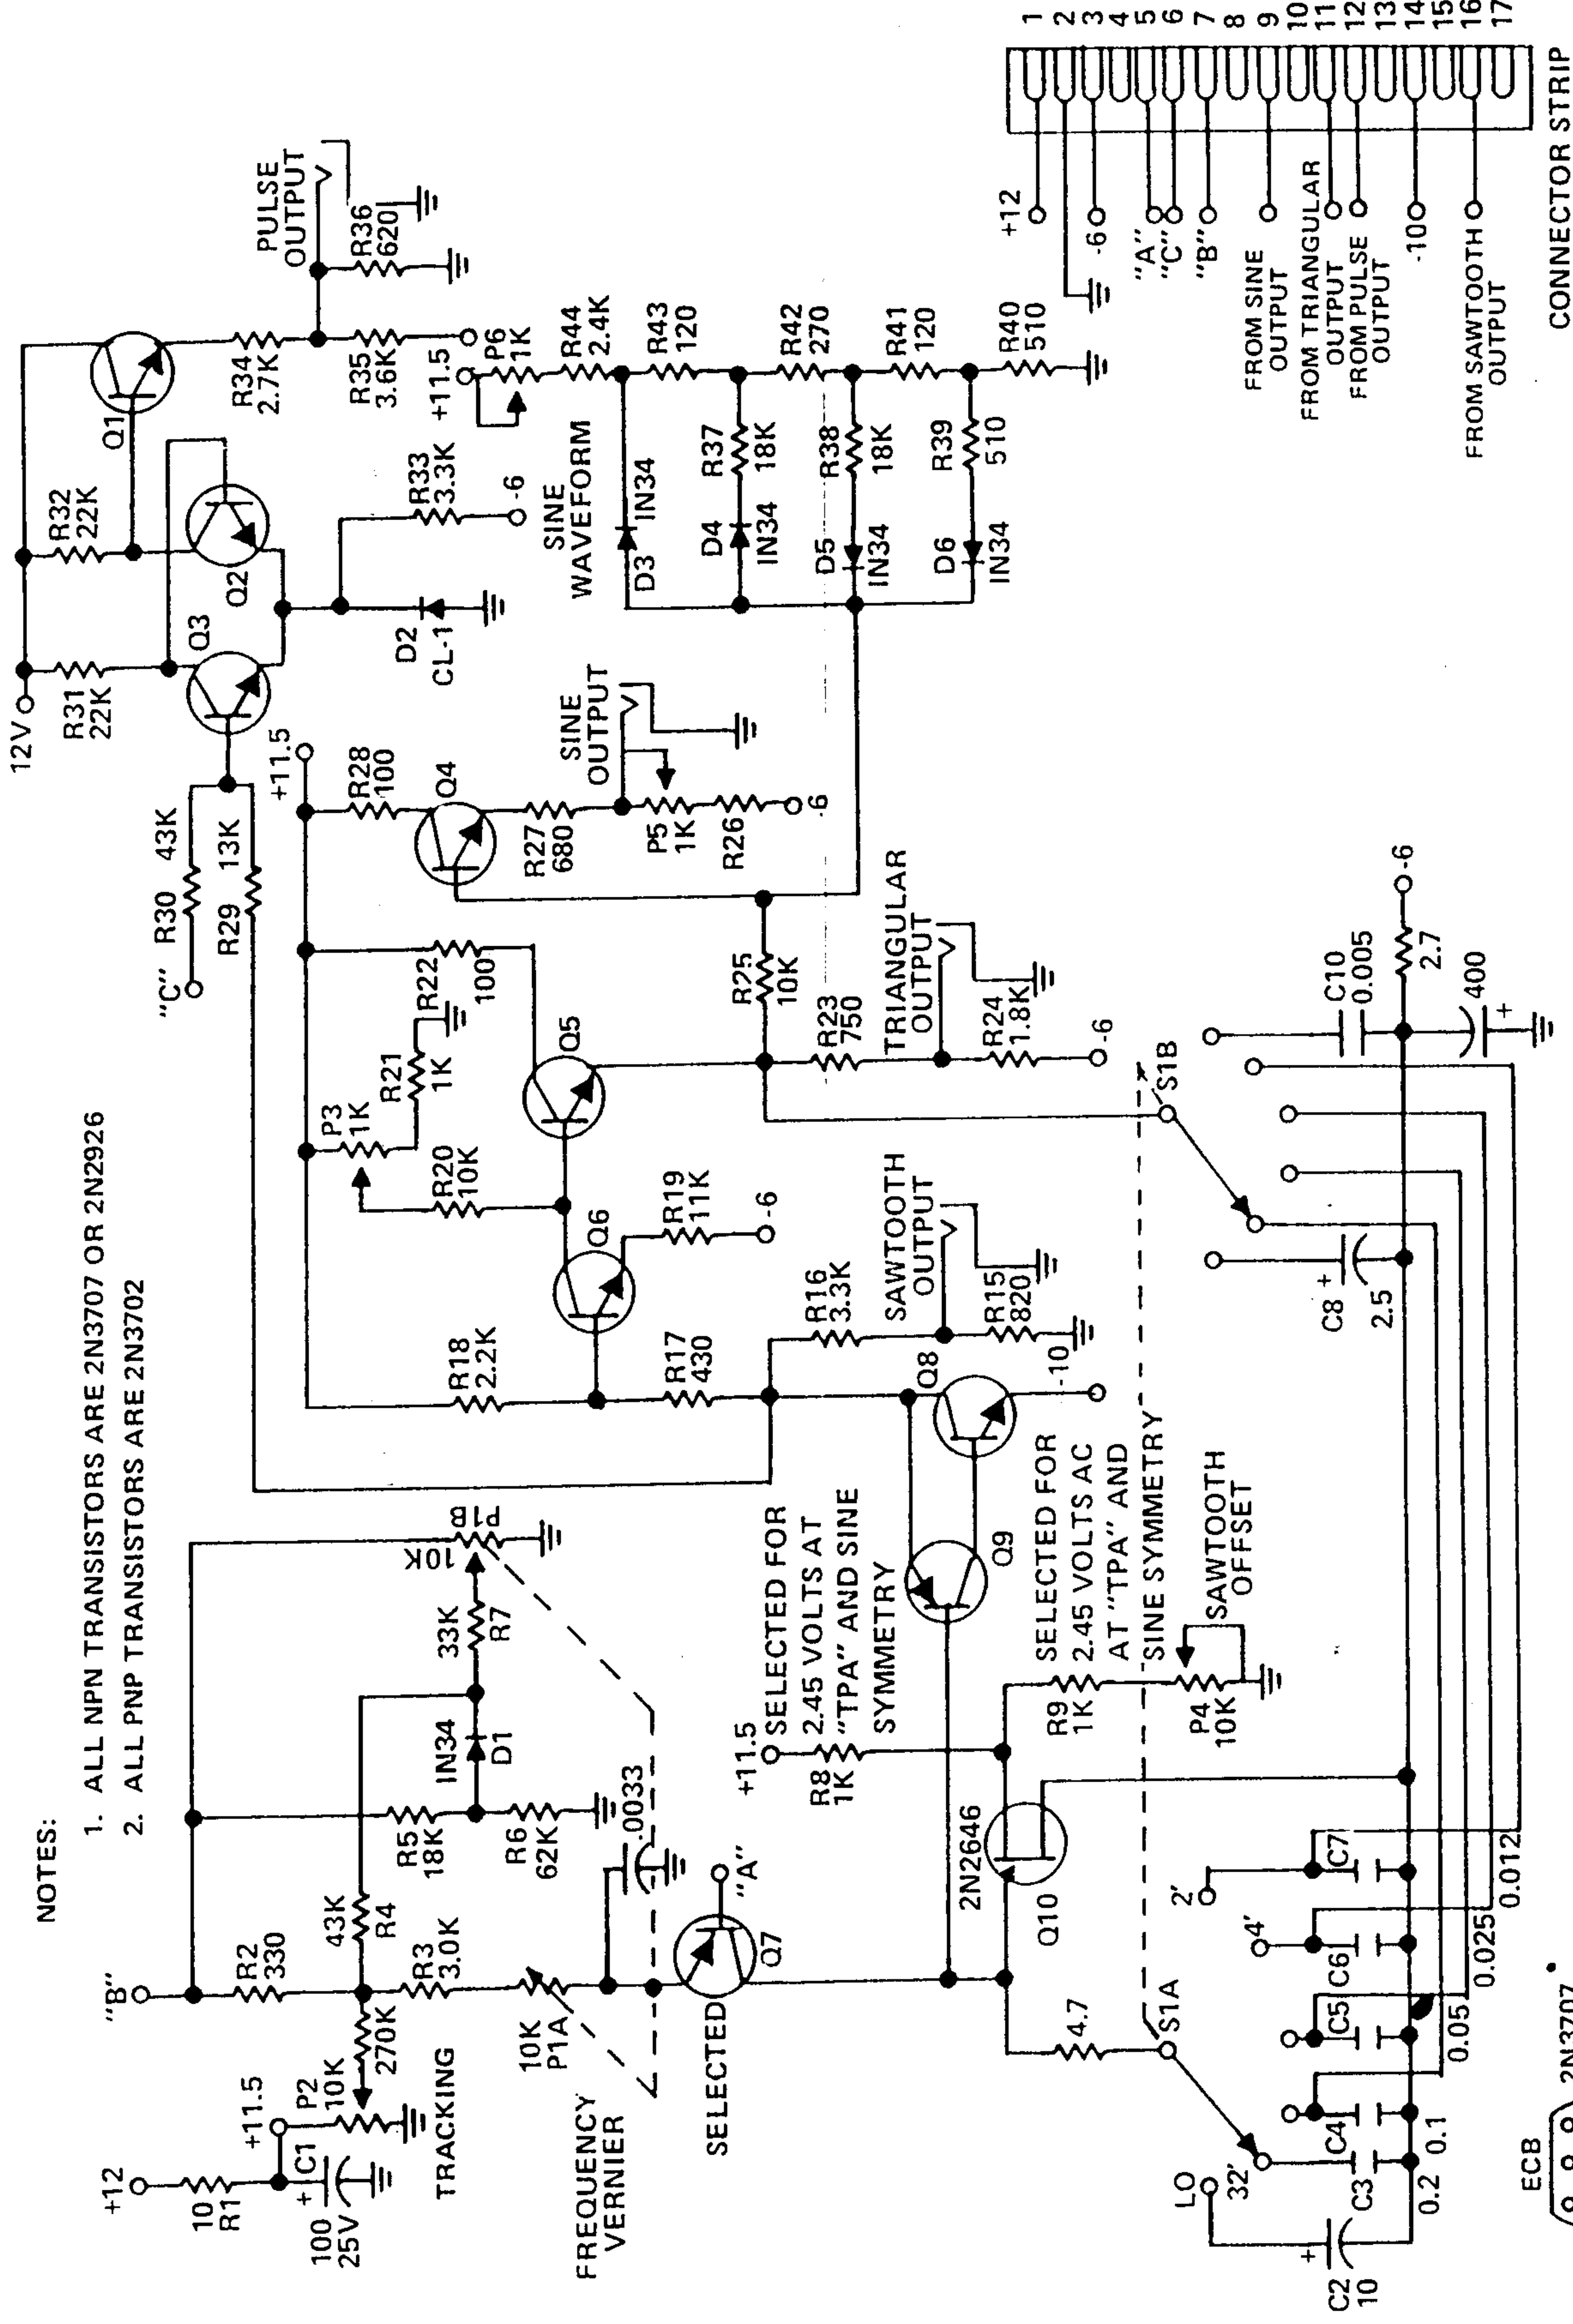 NOTES:
1. ALL NPN TRANSISTORS ARE 2N3707 OR 2N2926
2. ALL PNP TRANSISTORS ARE 2N3702
12V
R31
22K
R32
22K
Q3
Q2
Q1
R34
2.7K
PULSE
OUTPUT
R36
620
R35
3.6K
D2
CL-1
R33
3.3K
-6
"C"
R30 43K
R29 13K
+11.5
R28
100
Q4
R27
680
SINE
OUTPUT
P5
1K
R26
-6
SINE
WAVEFORM
+11.5
P6
1K
R44
2.4K
D3
IN34
R43
120
D4
IN34
R37
18K
R42
270
D5
IN34
R38
18K
R41
120
D6
IN34
R39
510
R40
510
P3
1K
R21
1K
R22
100
R20
10K
Q5
Q6
R19
11K
-6
R25
10K
R23
750
TRIANGULAR
OUTPUT
R24
1.8K
-6
R18
2.2K
R17
430
R16
3.3K
SAWTOOTH
OUTPUT
R15
820
Q8
-10
Q9
"B"
+12
10
R1
+11.5
100
25V
+ C1
P2
10K
TRACKING
R2
330
270K
43K
R4
R3
3.0K
10K
P1A
FREQUENCY
VERNIER
R5
18K
R6
62K
IN34
D1
33K
R7
10K
P1B
.0033
"A"
SELECTED
Q7
+11.5
R8
1K
SELECTED FOR
2.45 VOLTS AT
"TPA" AND SINE
SYMMETRY
2N2646
Q10
R9
1K
SELECTED FOR
2.45 VOLTS AC
AT "TPA" AND
SINE SYMMETRY
P4
10K
SAWTOOTH
OFFSET
4.7
S1A
S1B
LO
32'
4'
2'
C2
10
+
C3
0.2
C4
0.1
C5
0.05
C6
0.025
C7
0.012
C8
+
2.5
C10
0.005
2.7
-6
400
+
ECB
2N3707
+12
-6
"A"
"C"
"B"
FROM SINE
OUTPUT
FROM TRIANGULAR
OUTPUT
FROM PULSE
OUTPUT
-10
FROM SAWTOOTH
OUTPUT
1
2
3
4
5
6
7
8
9
10
11
12
13
14
15
16
17
CONNECTOR STRIP